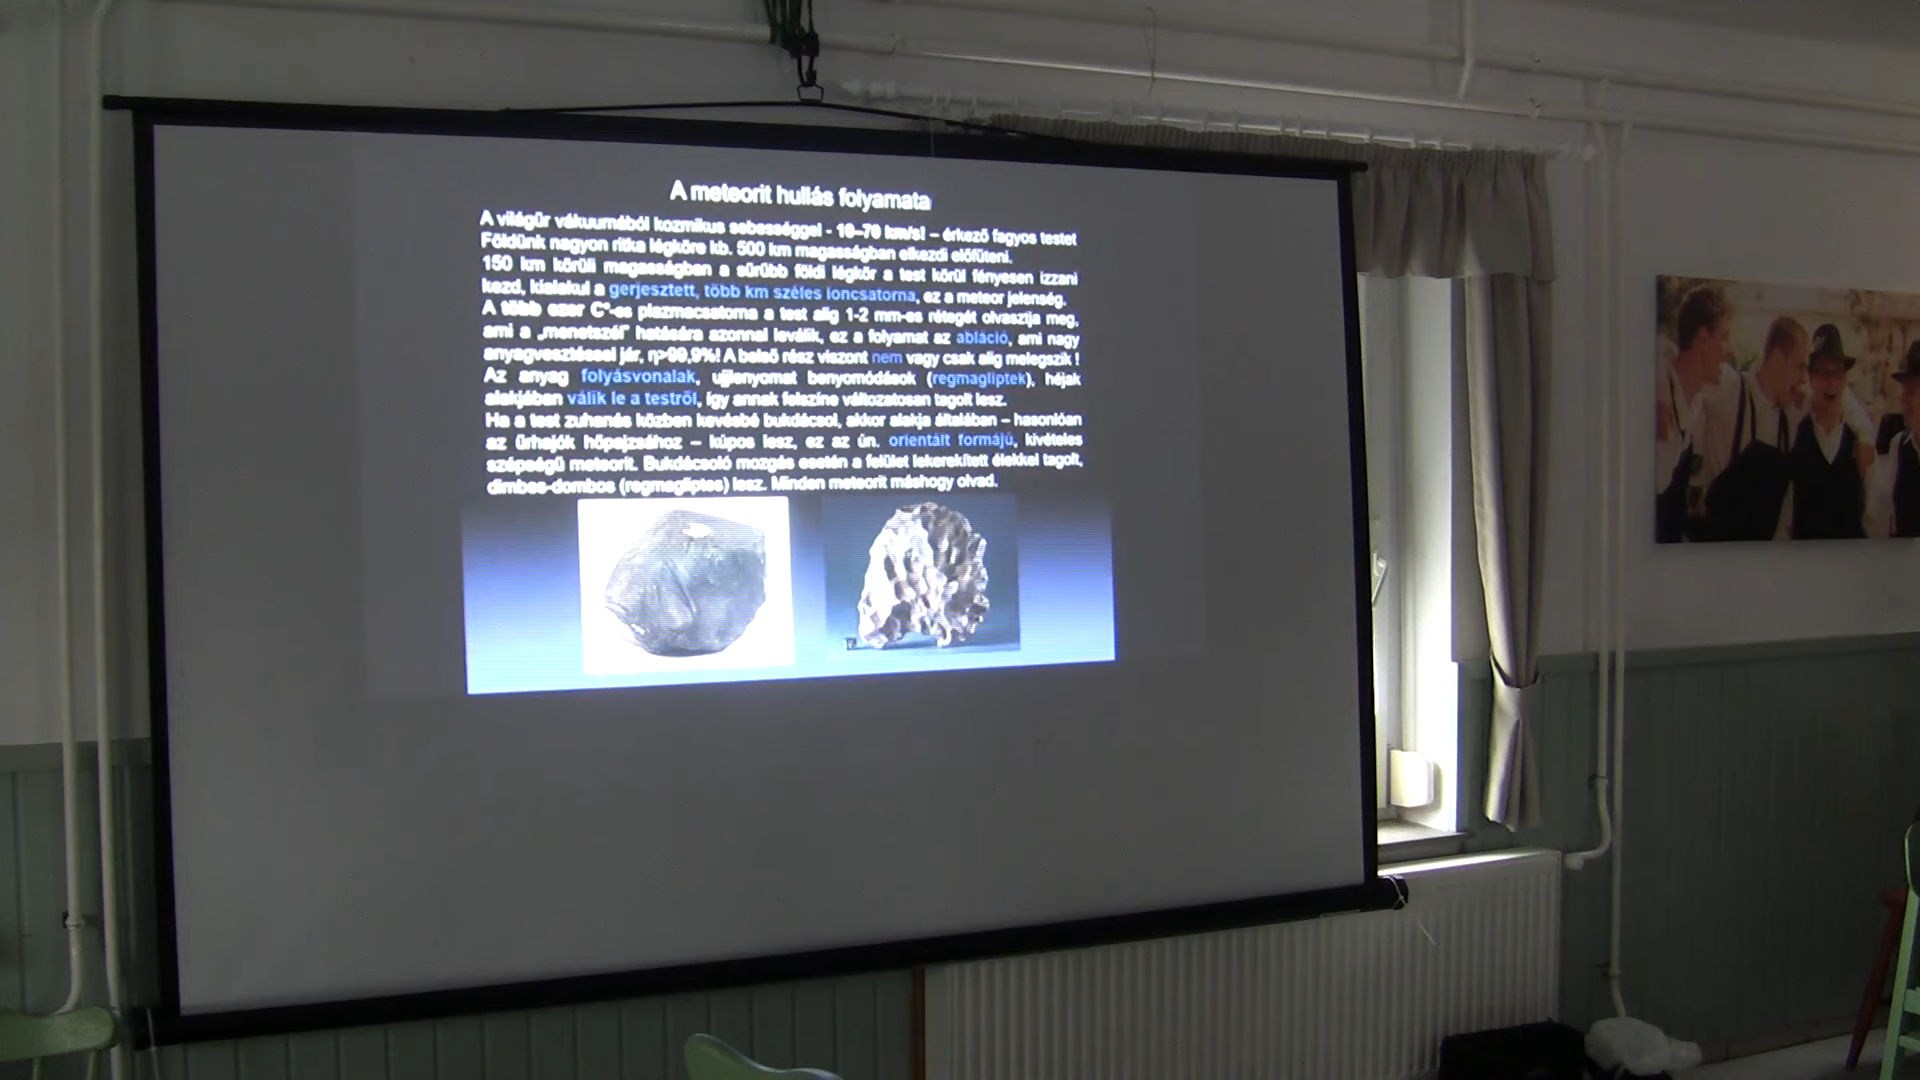 A meteorit hullás folyamata
A világűr vákuumából kozmikus sebességgel - 10–70 km/s! – érkező fagyos testet
Földünk nagyon ritka légköre kb. 500 km magasságban elkezdi előfűteni.
150 km körüli magasságban a sűrűbb földi légkör a test körül fényesen izzani
kezd, kialakul a gerjesztett, több km széles ioncsatorna, ez a meteor jelenség.
A több ezer C°-os plazmacsatorna a test alig 1-2 mm-es rétegét olvasztja meg,
ami a „menetszél” hatására azonnal leválik, ez a folyamat az abláció, ami nagy
anyagvesztéssel jár, η>99,9%! A belső rész viszont nem vagy csak alig melegszik !
Az anyag folyásvonalak, ujjlenyomat benyomódások (regmagliptek), héjak
alakjában válik le a testről, így annak felszíne változatosan tagolt lesz.
Ha a test zuhanás közben kevésbé bukdácsol, akkor alakja általában – hasonlóan
az űrhajók hőpajzsához – kúpos lesz, ez az ún. orientált formájú, kivételes
szépségű meteorit. Bukdácsoló mozgás esetén a felület lekerekített élekkel tagolt,
dimbes-dombos (regmagliptes) lesz. Minden meteorit máshogy olvad.